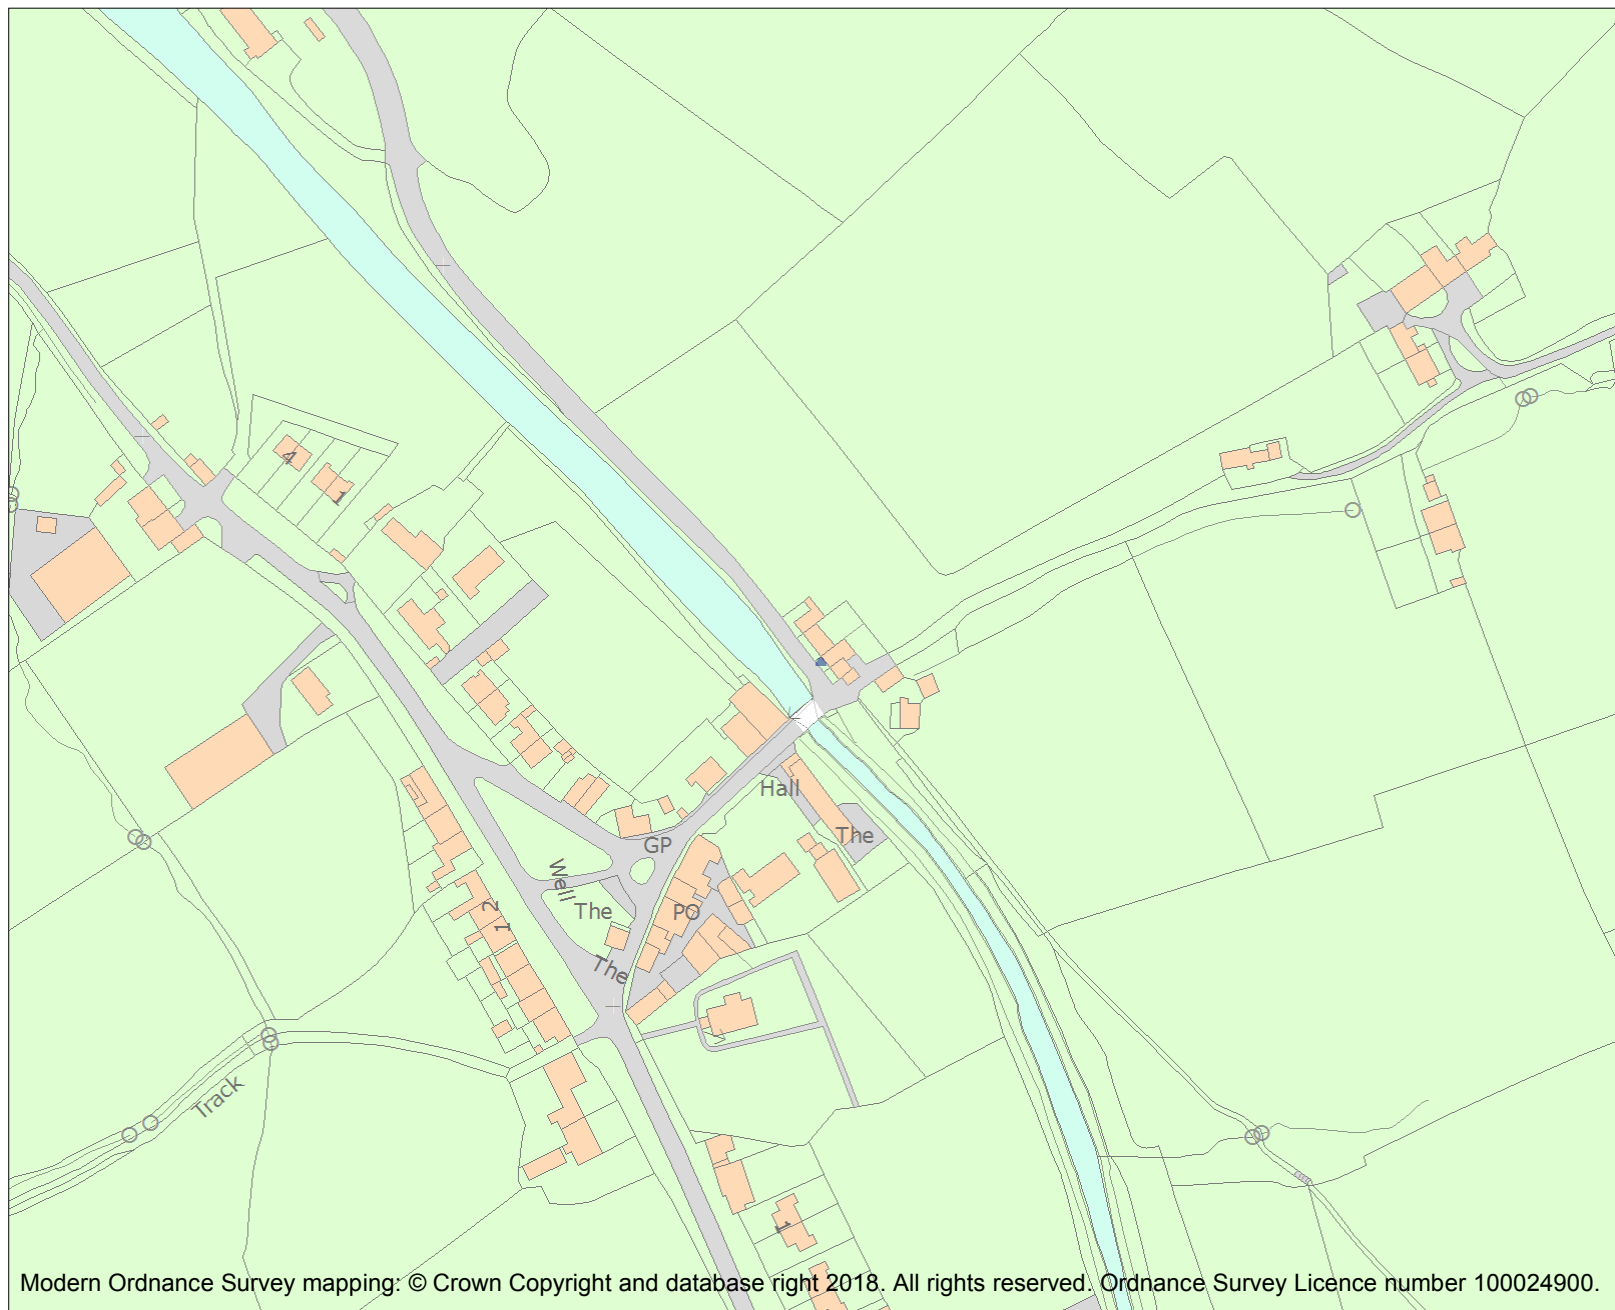 4
1
Hall
The
GP
Well
The
PO
2
1
The
Track
1
Modern Ordnance Survey mapping: © Crown Copyright and database right 2018. All rights reserved. Ordnance Survey Licence number 100024900.